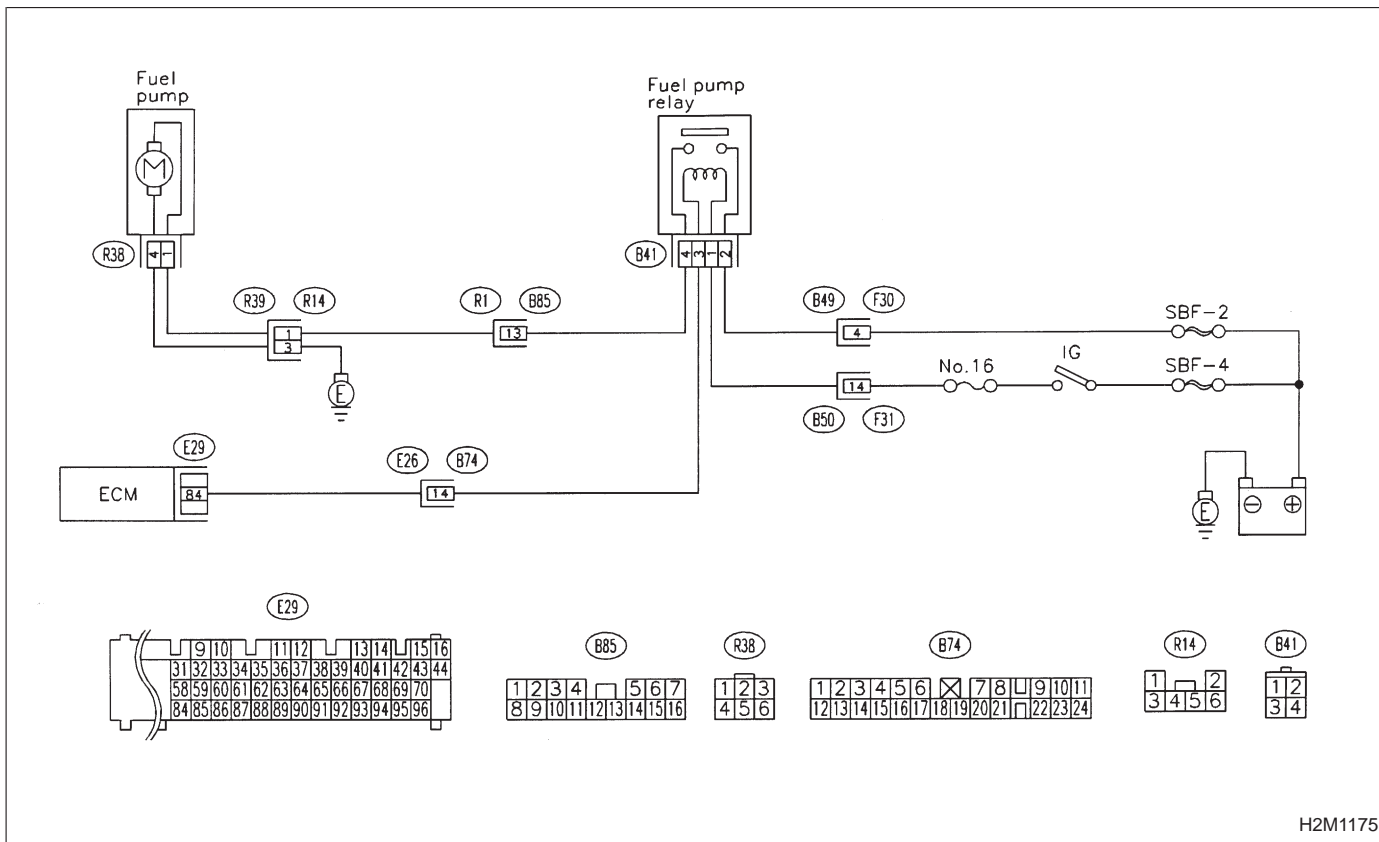 Fuel
pump
Fuel pump
relay
M
R38
4 1
B41
4 3 1 2
R39 R14
R1 B85
B49 F30
SBF-2
1
13
4
3
IG
No.16
SBF-4
E
14
B50 F31
E29
E26 B74
ECM
84
14
E
⊖ ⊕
E29
9 10 11 12 13 14 15 16
31 32 33 34 35 36 37 38 39 40 41 42 43 44
58 59 60 61 62 63 64 65 66 67 68 69 70
84 85 86 87 88 89 90 91 92 93 94 95 96
B85
1 2 3 4 5 6 7
8 9 10 11 12 13 14 15 16
R38
1 2 3
4 5 6
B74
1 2 3 4 5 6 7 8 9 10 11
12 13 14 15 16 17 18 19 20 21 22 23 24
R14
1 2
3 4 5 6
B41
1 2
3 4
H2M1175